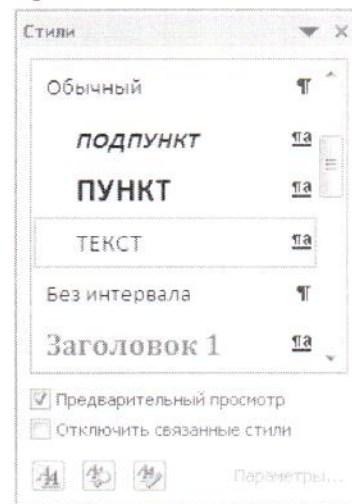 Стили
Обычный ¶
ПОДПУНКТ ¶a
ПУНКТ ¶a
ТЕКСТ ¶a
Без интервала ¶
Заголовок 1 ¶a
Предварительный просмотр
Отключить связанные стили
Параметры...